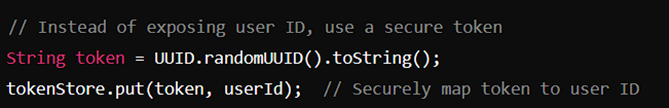 // Instead of exposing user ID, use a secure token
String token = UUID.randomUUID().toString();
tokenStore.put(token, userId);  // Securely map token to user ID